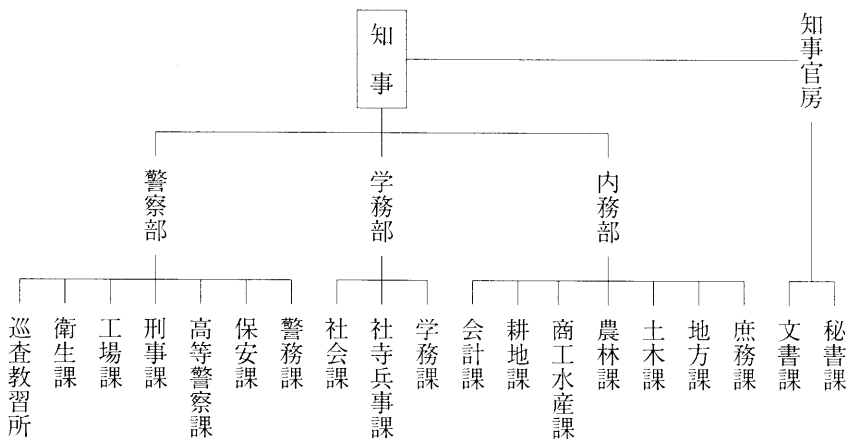 知事
知事官房
秘書課
文書課
内務部
庶務課
地方課
土木課
農林課
商工水産課
耕地課
会計課
学務部
学務課
社寺兵事課
社会課
警察部
警務課
保安課
高等警察課
刑事課
工場課
衛生課
巡査教習所